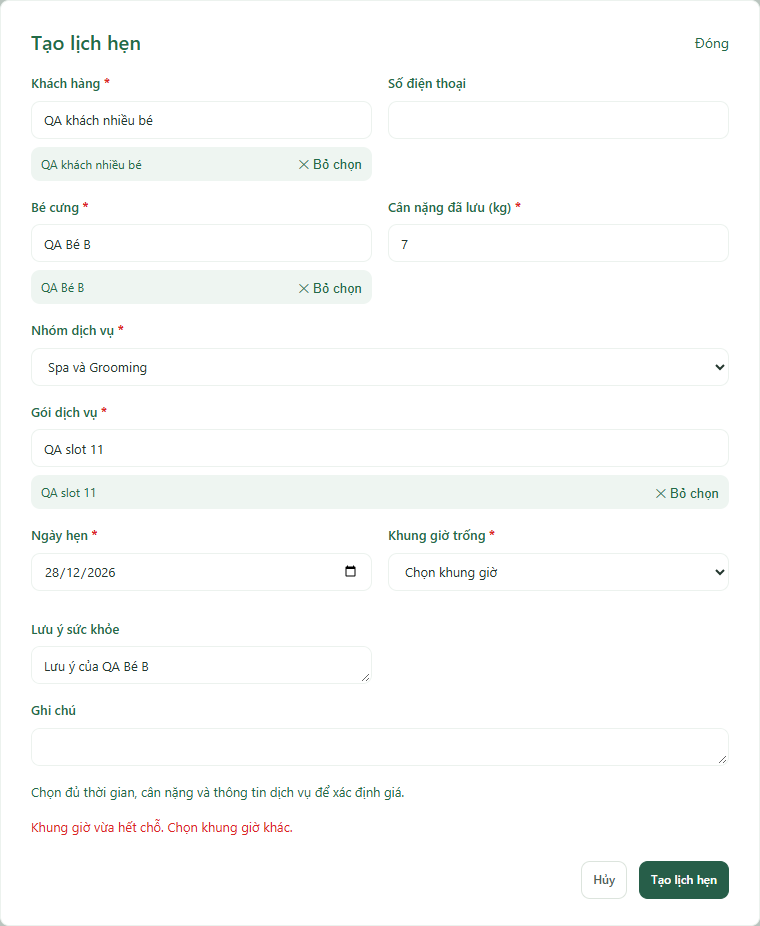 Tạo lịch hẹn
Đóng
Khách hàng *
Số điện thoại
QA khách nhiều bé
QA khách nhiều bé
Bỏ chọn
Bé cưng *
Cân nặng đã lưu (kg) *
QA Bé B
7
QA Bé B
Bỏ chọn
Nhóm dịch vụ *
Spa và Grooming
Gói dịch vụ *
QA slot 11
QA slot 11
Bỏ chọn
Ngày hẹn *
Khung giờ trống *
28/12/2026
Chọn khung giờ
Lưu ý sức khỏe
Lưu ý của QA Bé B
Ghi chú
Chọn đủ thời gian, cân nặng và thông tin dịch vụ để xác định giá.
Khung giờ vừa hết chỗ. Chọn khung giờ khác.
Hủy
Tạo lịch hẹn